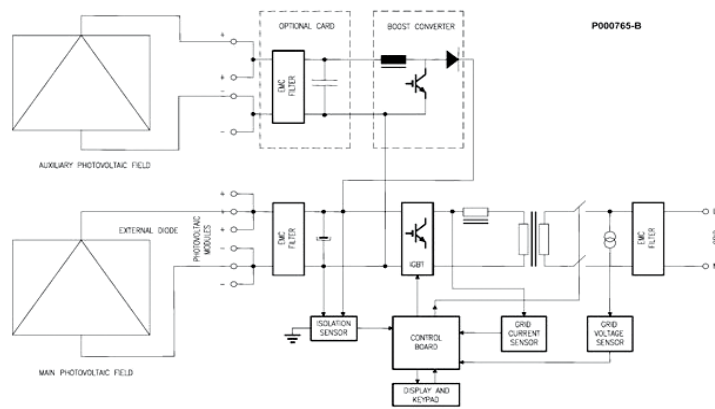 OPTIONAL CARD
BOOST CONVERTER
P000765-B
+
+
-
-
EMC
FILTER
AUXILIARY PHOTOVOLTAIC FIELD
+
+
-
-
EXTERNAL DIODE
PHOTOVOLTAIC
MODULES
EMC
FILTER
IGBT
EMC
FILTER
L
N
ISOLATION
SENSOR
CONTROL
BOARD
GRID
CURRENT
SENSOR
GRID
VOLTAGE
SENSOR
MAIN PHOTOVOLTAIC FIELD
DISPLAY AND
KEYPAD